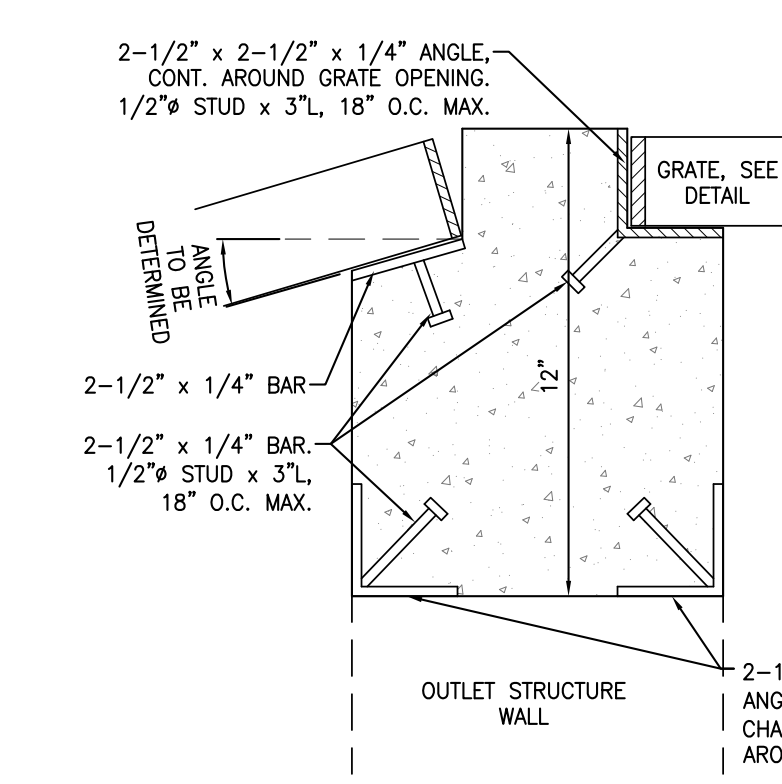 2-1/2" x 2-1/2" x 1/4" ANGLE,
CONT. AROUND GRATE OPENING.
1/2"ø STUD x 3"L, 18" O.C. MAX.
GRATE, SEE
DETAIL
ANGLE
TO BE
DETERMINED
12"
2-1/2" x 1/4" BAR
2-1/2" x 1/4" BAR.
1/2"ø STUD x 3"L,
18" O.C. MAX.
OUTLET STRUCTURE
WALL
2-1
ANG
CHA
ARO